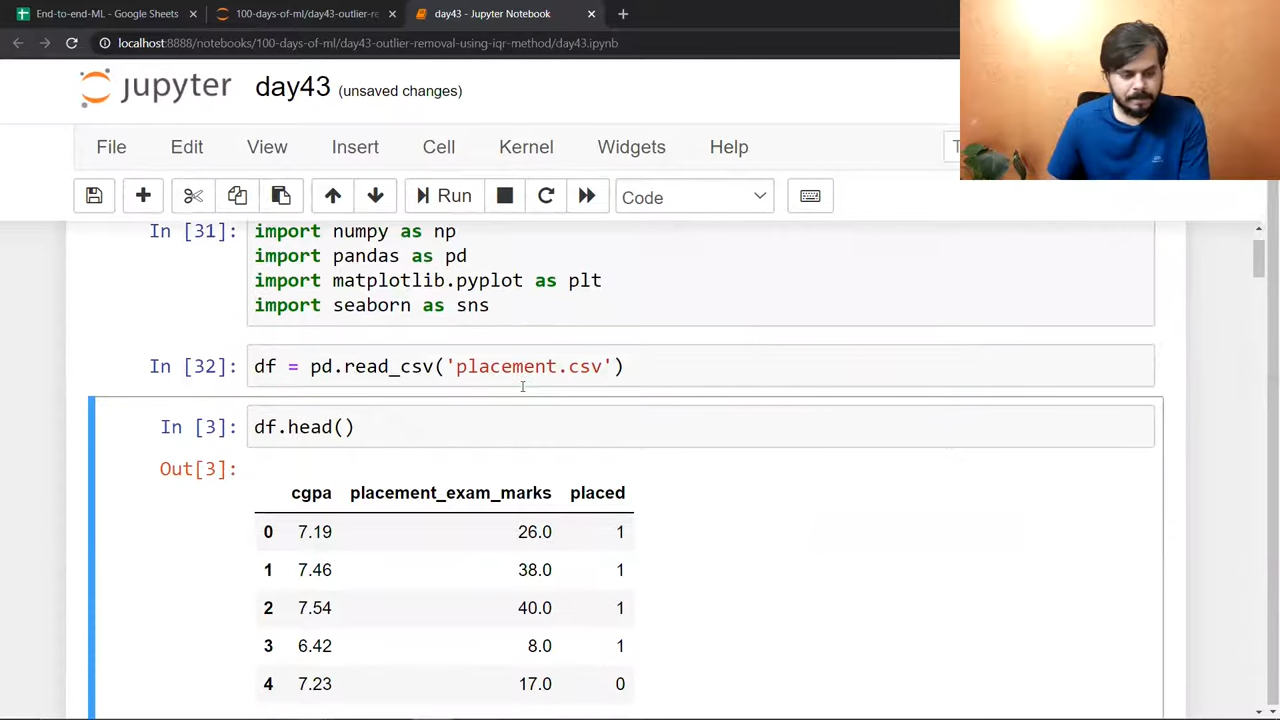 End-to-end-ML - Google Sheets
100-days-of-ml/day43-outlier-re
day43 - Jupyter Notebook
localhost:8888/notebooks/100-days-of-ml/day43-outlier-removal-using-iqr-method/day43.ipynb
jupyter day43 (unsaved changes)
File Edit View Insert Cell Kernel Widgets Help
Run Code
In [31]: import numpy as np
import pandas as pd
import matplotlib.pyplot as plt
import seaborn as sns
In [32]: df = pd.read_csv('placement.csv')
In [3]: df.head()
Out[3]:
cgpa placement_exam_marks placed
0 7.19 26.0 1
1 7.46 38.0 1
2 7.54 40.0 1
3 6.42 8.0 1
4 7.23 17.0 0